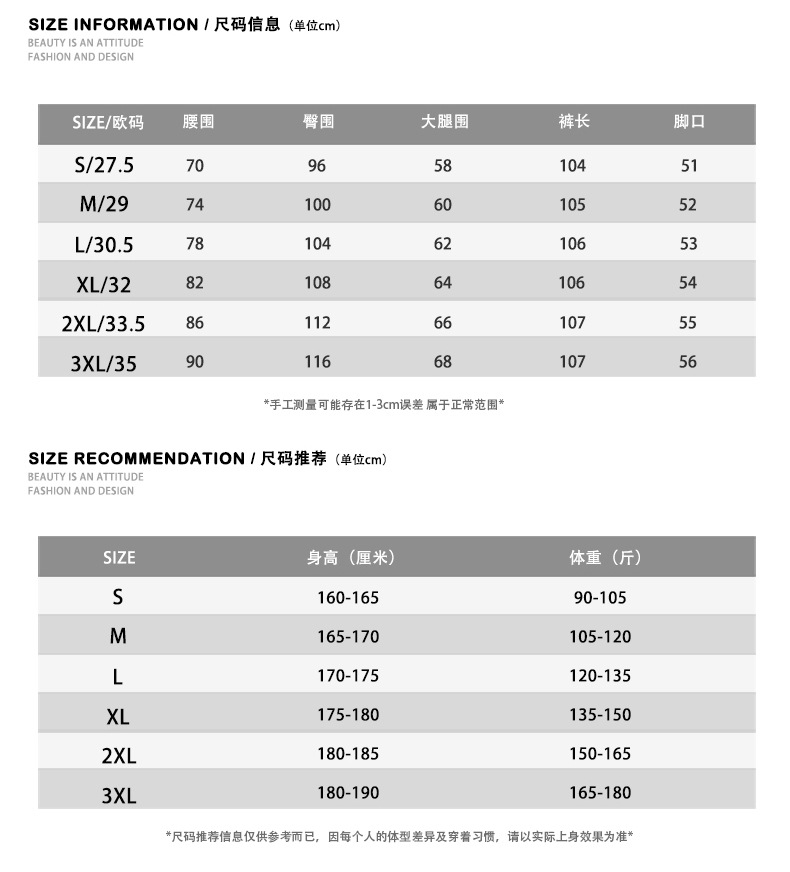 SIZE INFORMATION / 尺码信息（单位cm）
BEAUTY IS AN ATTITUDE
FASHION AND DESIGN
SIZE/欧码 腰围 臀围 大腿围 裤长 脚口
S/27.5 70 96 58 104 51
M/29 74 100 60 105 52
L/30.5 78 104 62 106 53
XL/32 82 108 64 106 54
2XL/33.5 86 112 66 107 55
3XL/35 90 116 68 107 56
*手工测量可能存在1-3cm误差 属于正常范围*
SIZE RECOMMENDATION / 尺码推荐（单位cm）
BEAUTY IS AN ATTITUDE
FASHION AND DESIGN
SIZE 身高（厘米） 体重（斤）
S 160-165 90-105
M 165-170 105-120
L 170-175 120-135
XL 175-180 135-150
2XL 180-185 150-165
3XL 180-190 165-180
*尺码推荐信息仅供参考而已，因每个人的体型差异及穿着习惯，请以实际上身效果为准*